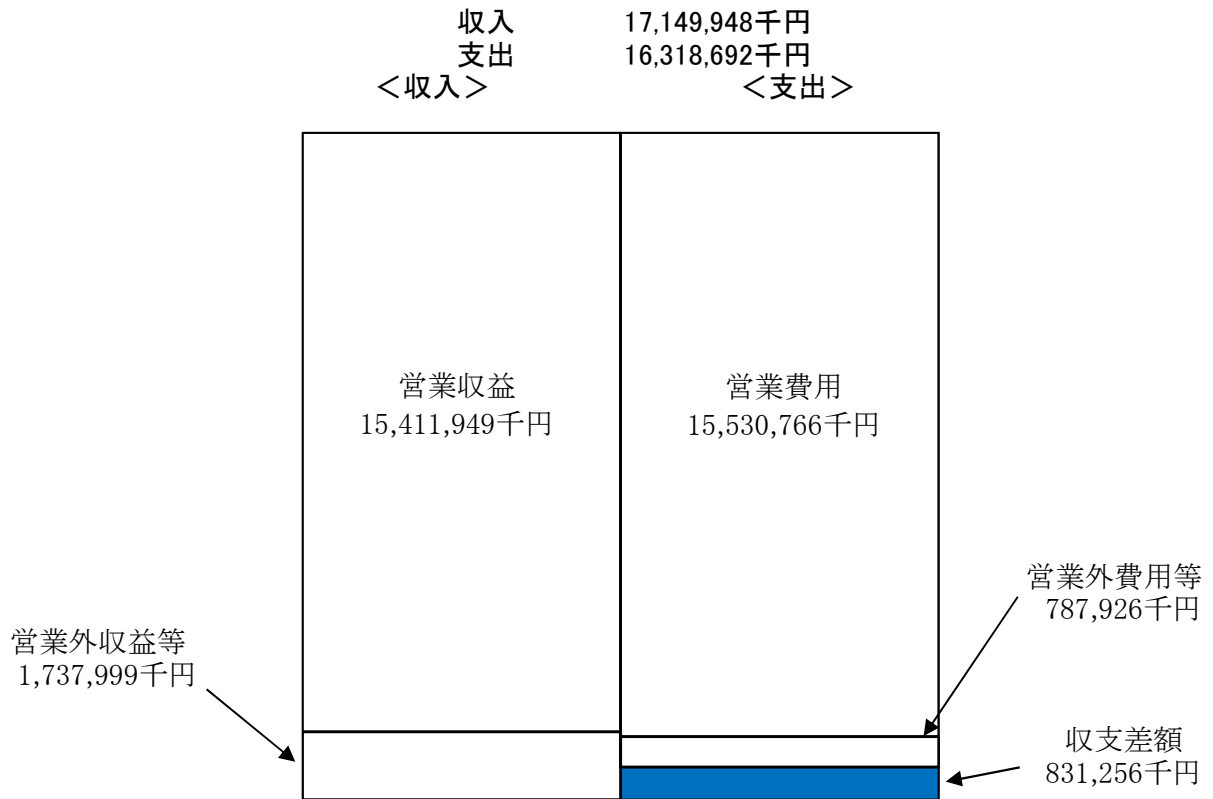 収入 17,149,948千円
支出 16,318,692千円
＜収入＞ ＜支出＞
営業収益
15,411,949千円
営業費用
15,530,766千円
営業外費用等
787,926千円
営業外収益等
1,737,999千円
収支差額
831,256千円